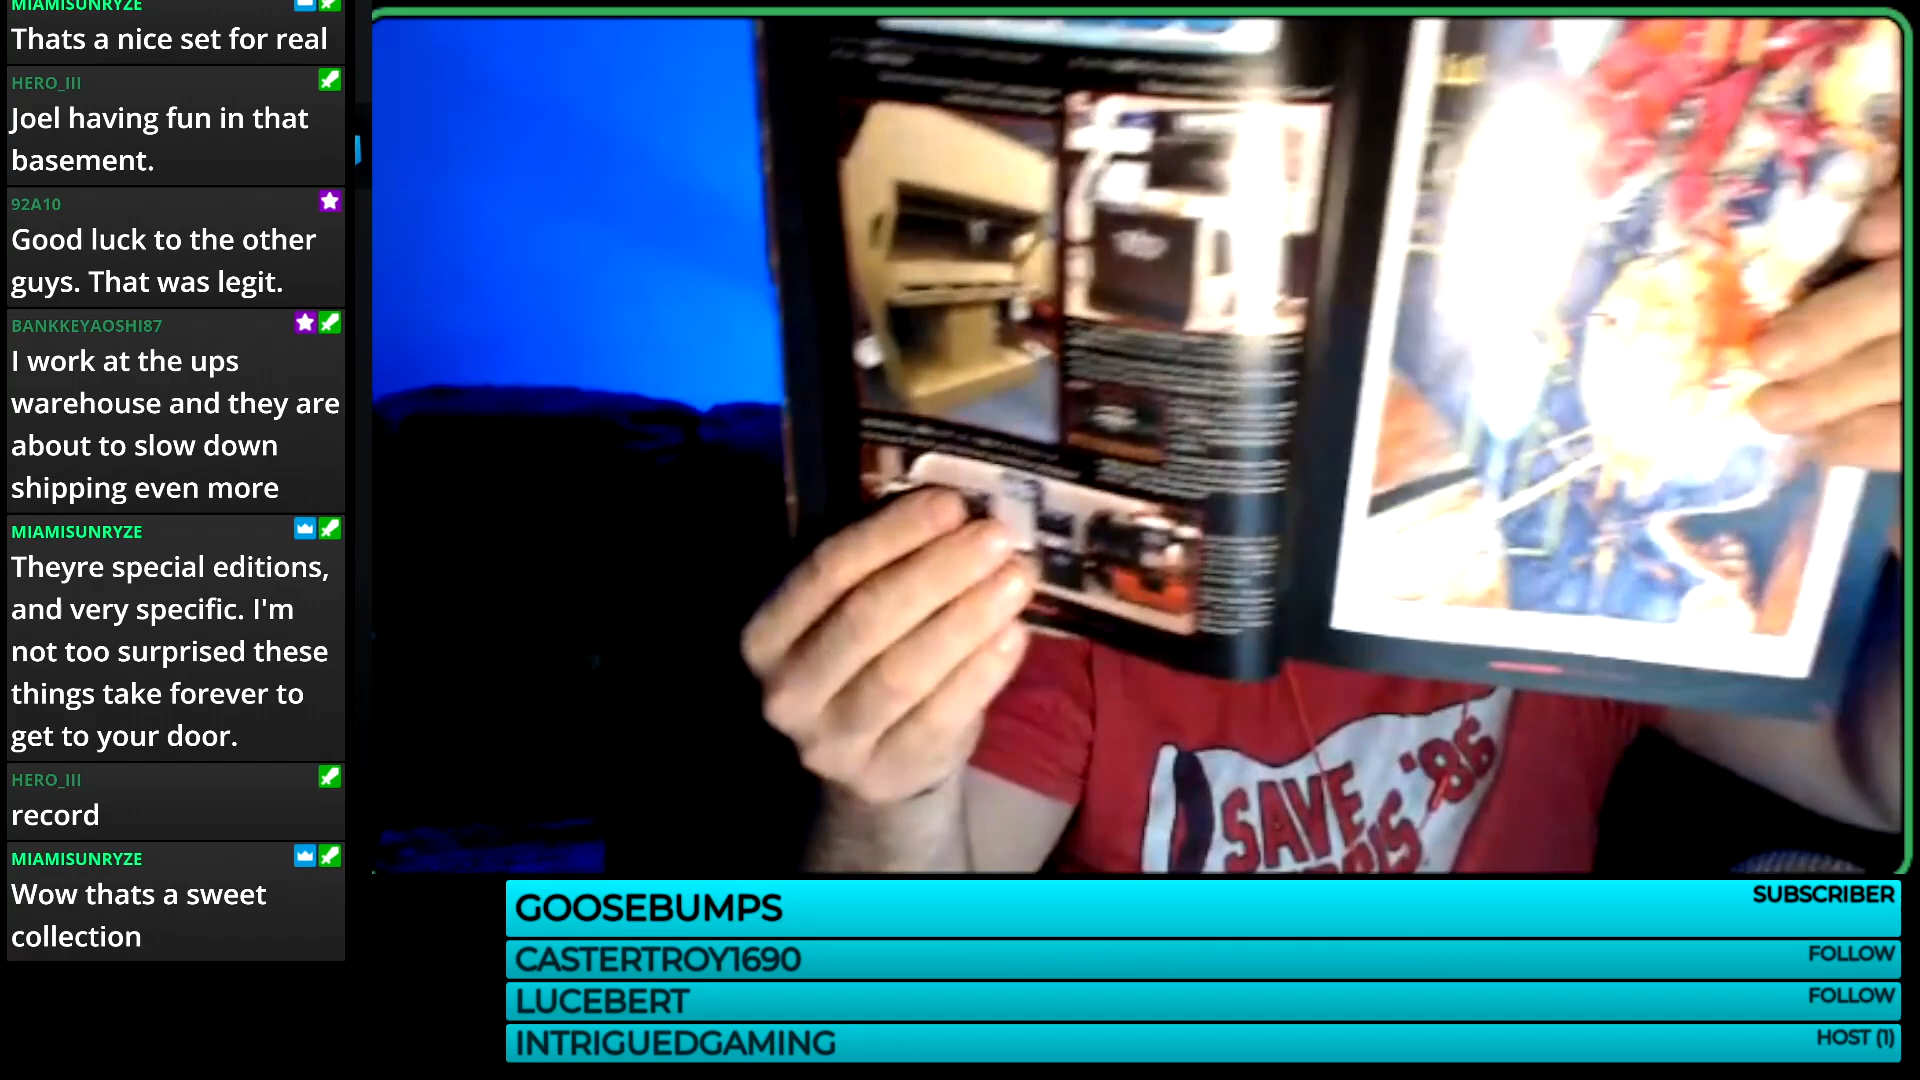 MIAMISUNRYZE
Thats a nice set for real
HERO_III
Joel having fun in that
basement.
92A10
Good luck to the other
guys. That was legit.
BANKKEYAOSHI87
I work at the ups
warehouse and they are
about to slow down
shipping even more
MIAMISUNRYZE
Theyre special editions,
and very specific. I'm
not too surprised these
things take forever to
get to your door.
HERO_III
record
MIAMISUNRYZE
Wow thats a sweet
collection
SAVE
'86
GOOSEBUMPS
SUBSCRIBER
CASTERTROY1690
FOLLOW
LUCEBERT
FOLLOW
INTRIGUEDGAMING
HOST (1)